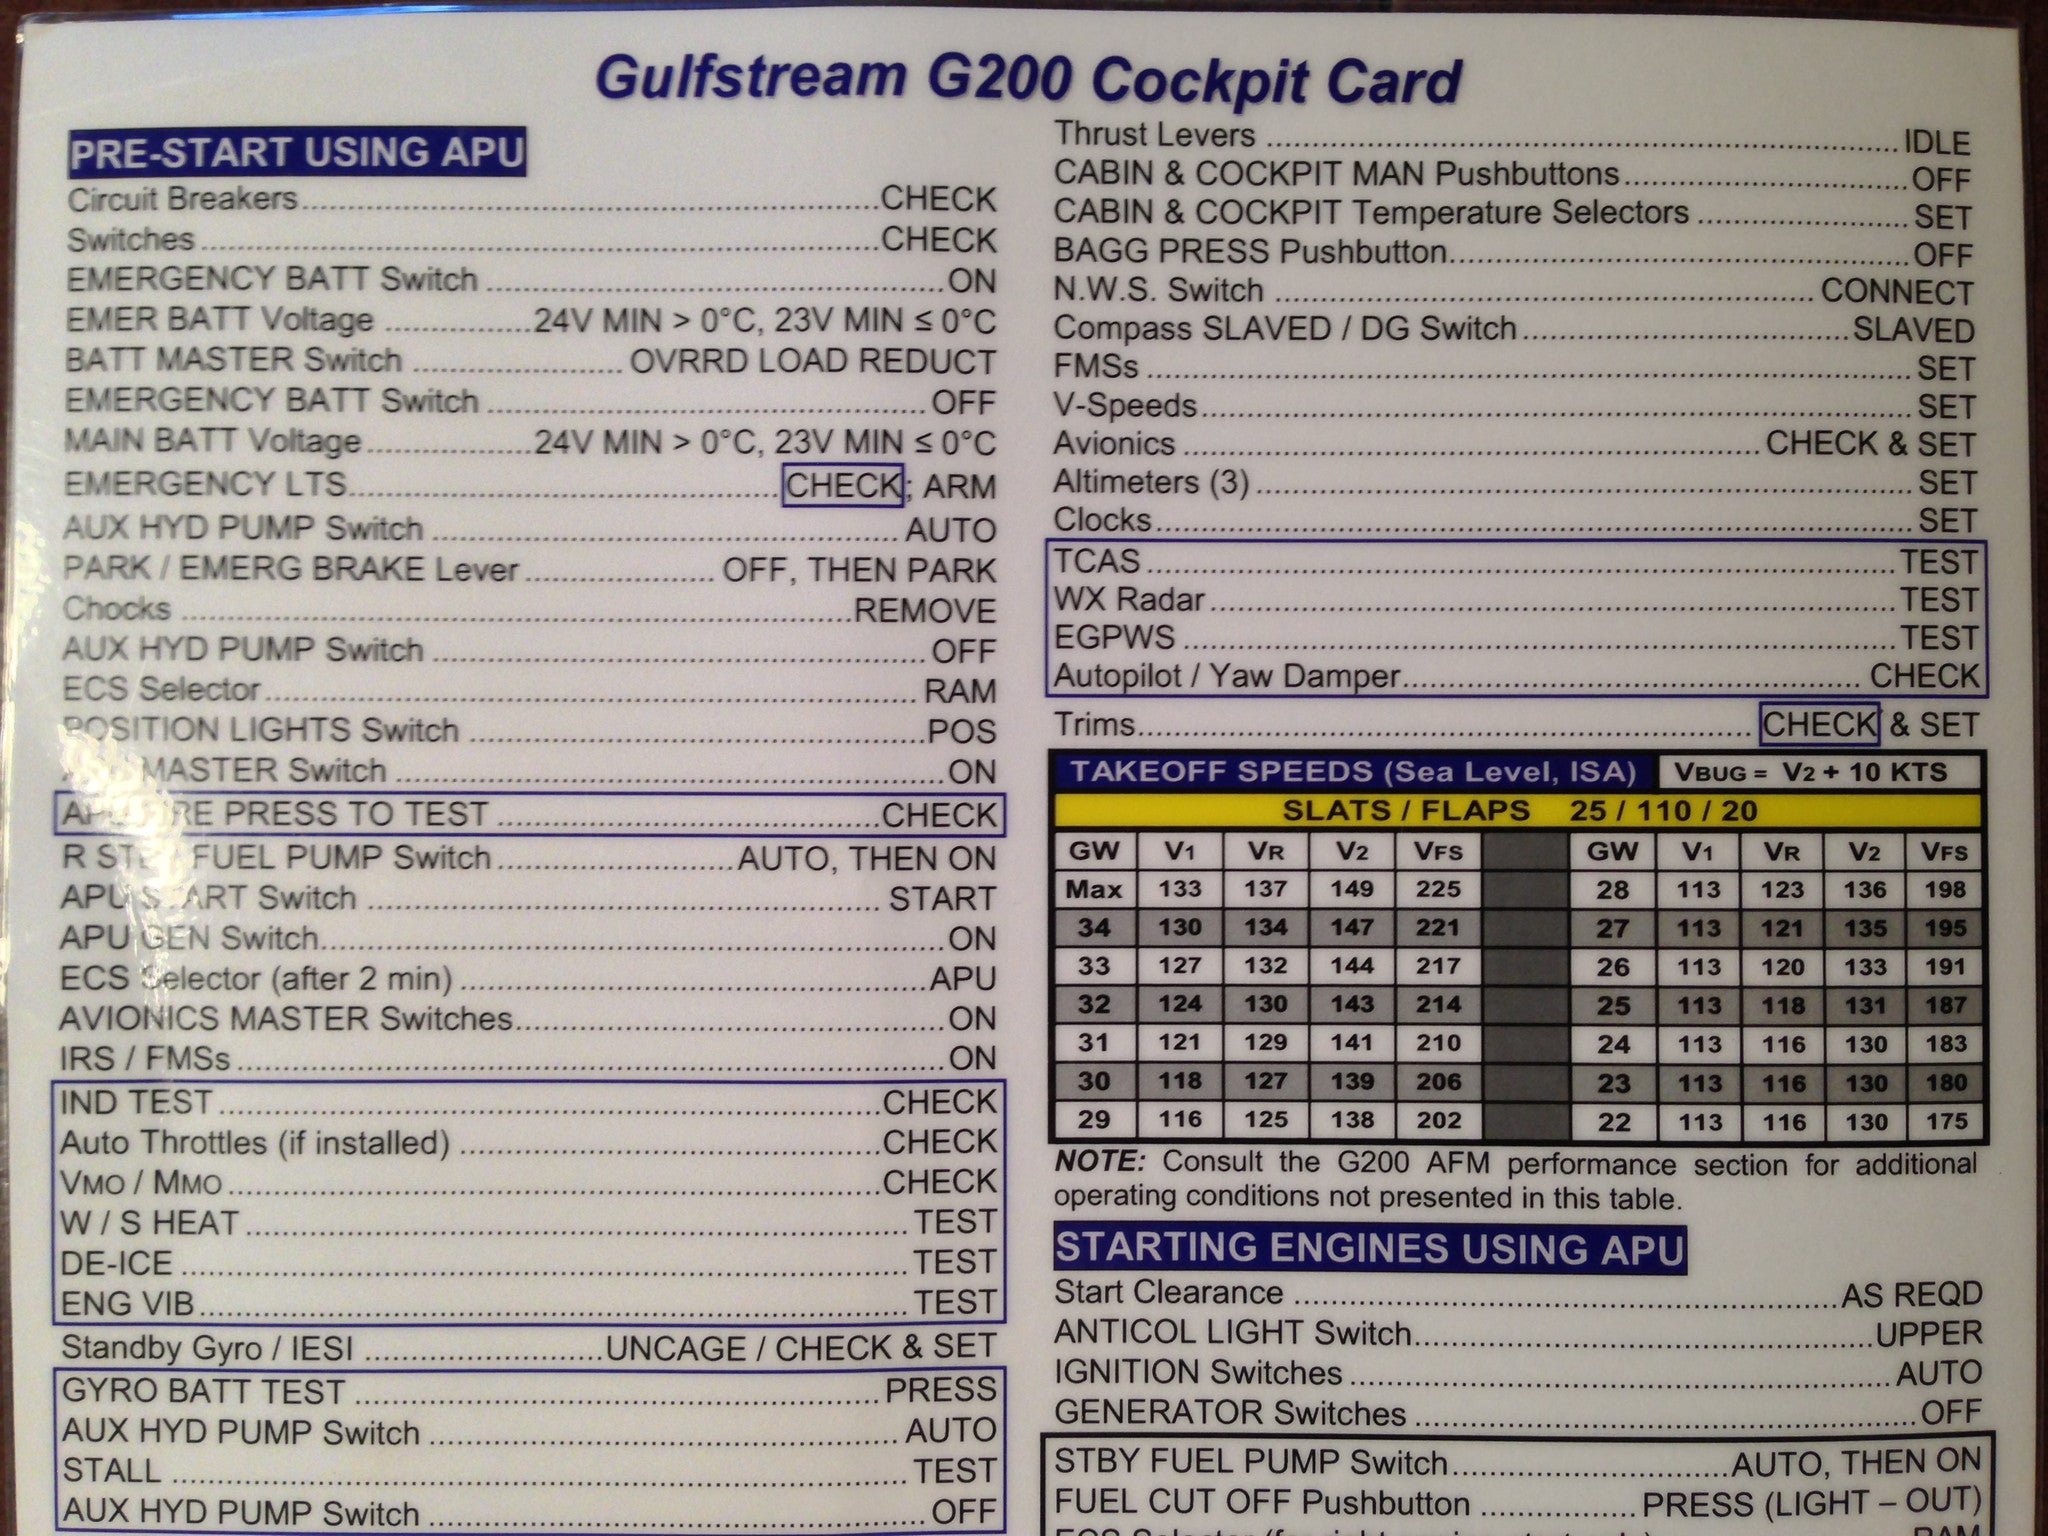 Gulfstream G200 Cockpit Card
PRE-START USING APU
Circuit Breakers CHECK
Switches CHECK
EMERGENCY BATT Switch ON
EMER BATT Voltage 24V MIN > 0°C, 23V MIN ≤ 0°C
BATT MASTER Switch OVRRD LOAD REDUCT
EMERGENCY BATT Switch OFF
MAIN BATT Voltage 24V MIN > 0°C, 23V MIN ≤ 0°C
EMERGENCY LTS CHECK; ARM
AUX HYD PUMP Switch AUTO
PARK / EMERG BRAKE Lever OFF, THEN PARK
Chocks REMOVE
AUX HYD PUMP Switch OFF
ECS Selector RAM
POSITION LIGHTS Switch POS
MASTER Switch ON
PRESS TO TEST CHECK
R STBY FUEL PUMP Switch AUTO, THEN ON
APU START Switch START
APU GEN Switch ON
ECS Selector (after 2 min) APU
AVIONICS MASTER Switches ON
IRS / FMSs ON
IND TEST CHECK
Auto Throttles (if installed) CHECK
VMO / MMO CHECK
W / S HEAT TEST
DE-ICE TEST
ENG VIB TEST
Standby Gyro / IESI UNCAGE / CHECK & SET
GYRO BATT TEST PRESS
AUX HYD PUMP Switch AUTO
STALL TEST
AUX HYD PUMP Switch OFF
Thrust Levers IDLE
CABIN & COCKPIT MAN Pushbuttons OFF
CABIN & COCKPIT Temperature Selectors SET
BAGG PRESS Pushbutton OFF
N.W.S. Switch CONNECT
Compass SLAVED / DG Switch SLAVED
FMSs SET
V-Speeds SET
Avionics CHECK & SET
Altimeters (3) SET
Clocks SET
TCAS TEST
WX Radar TEST
EGPWS TEST
Autopilot / Yaw Damper CHECK
Trims CHECK & SET
TAKEOFF SPEEDS (Sea Level, ISA) VBUG = V2 + 10 KTS
SLATS / FLAPS 25 / 110 / 20
GW V1 VR V2 VFS GW V1 VR V2 VFS
Max 133 137 149 225 28 113 123 136 198
34 130 134 147 221 27 113 121 135 195
33 127 132 144 217 26 113 120 133 191
32 124 130 143 214 25 113 118 131 187
31 121 129 141 210 24 113 116 130 183
30 118 127 139 206 23 113 116 130 180
29 116 125 138 202 22 113 116 130 175
NOTE: Consult the G200 AFM performance section for additional
operating conditions not presented in this table.
STARTING ENGINES USING APU
Start Clearance AS REQD
ANTICOL LIGHT Switch UPPER
IGNITION Switches AUTO
GENERATOR Switches OFF
STBY FUEL PUMP Switch AUTO, THEN ON
FUEL CUT OFF Pushbutton PRESS (LIGHT – OUT)